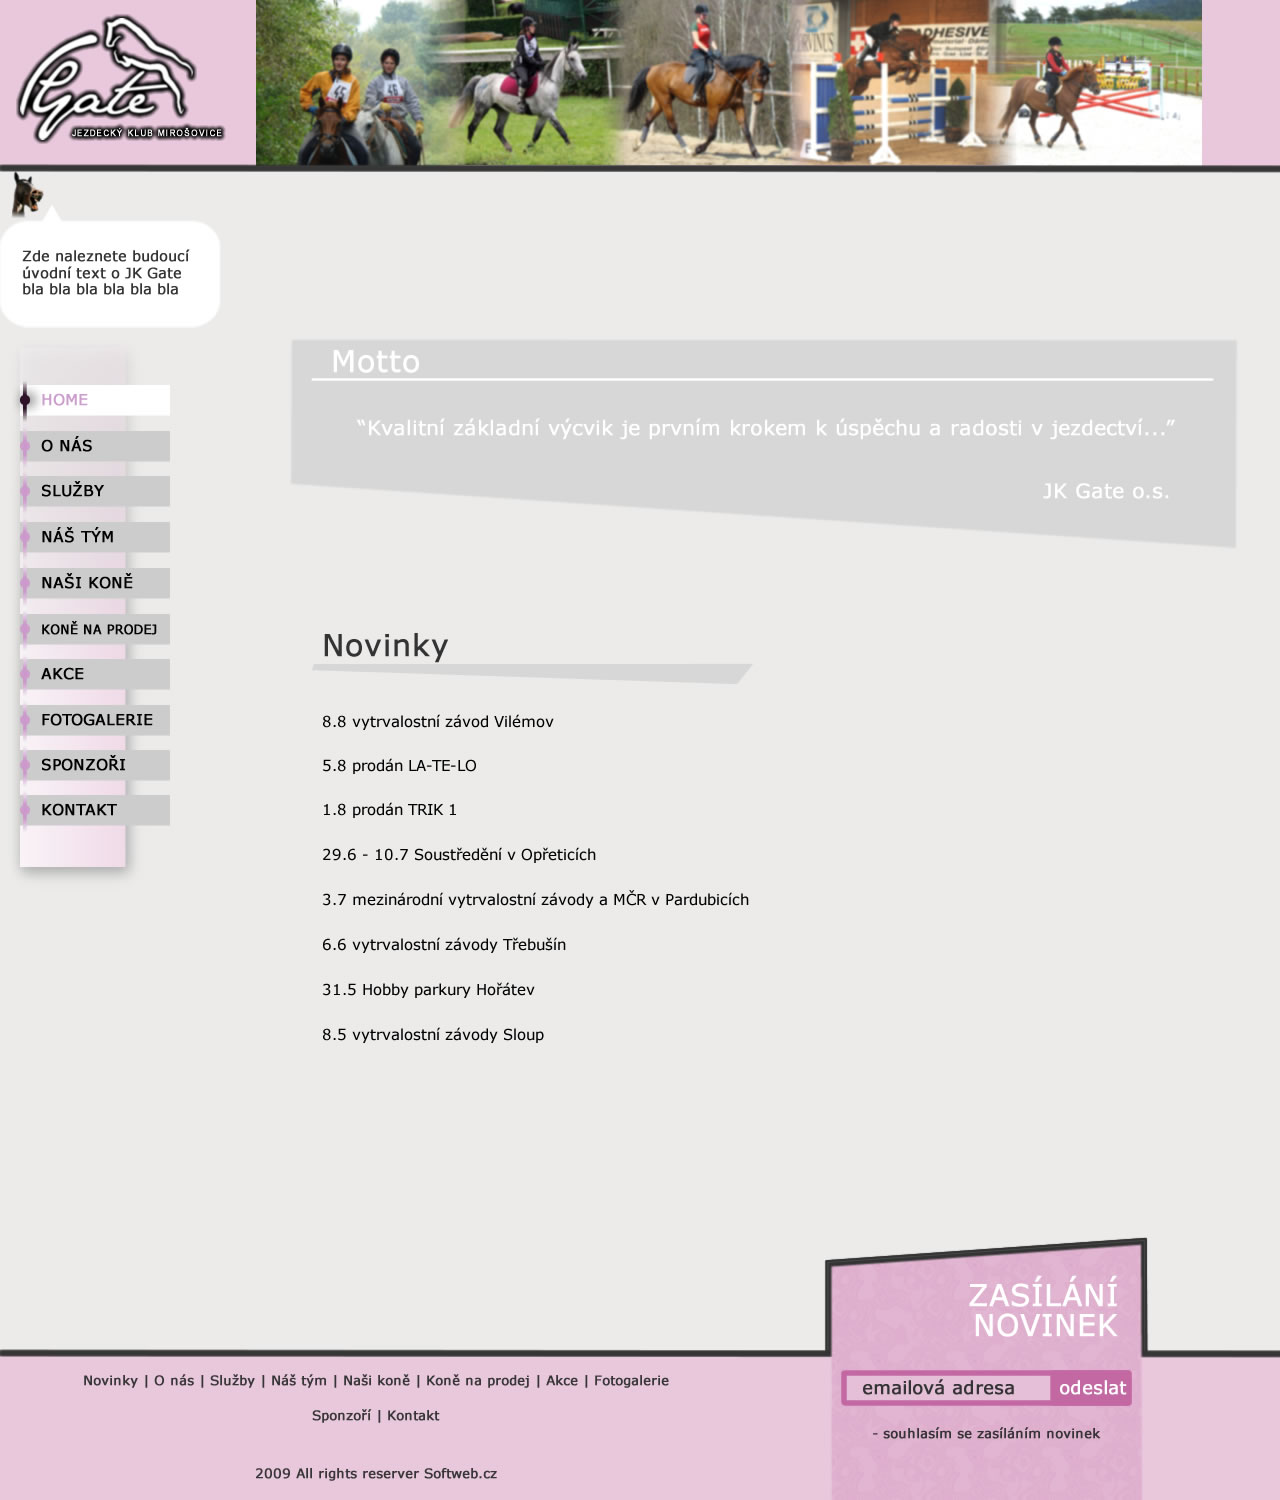 Gate
JEZDECKÝ KLUB MIROŠOVICE
45
46
ADHESIVE
Zde naleznete budoucí
úvodní text o JK Gate
bla bla bla bla bla bla
Motto
“Kvalitní základní výcvik je prvním krokem k úspěchu a radosti v jezdectví...”
JK Gate o.s.
HOME
O NÁS
SLUŽBY
NÁŠ TÝM
NAŠI KONĚ
KONĚ NA PRODEJ
AKCE
FOTOGALERIE
SPONZOŘI
KONTAKT
Novinky
8.8 vytrvalostní závod Vilémov
5.8 prodán LA-TE-LO
1.8 prodán TRIK 1
29.6 - 10.7 Soustředění v Opřeticích
3.7 mezinárodní vytrvalostní závody a MČR v Pardubicích
6.6 vytrvalostní závody Třebušín
31.5 Hobby parkury Hořátev
8.5 vytrvalostní závody Sloup
ZASÍLÁNÍ
NOVINEK
emailová adresa odeslat
- souhlasím se zasíláním novinek
Novinky | O nás | Služby | Náš tým | Naši koně | Koně na prodej | Akce | Fotogalerie
Sponzoří | Kontakt
2009 All rights reserver Softweb.cz